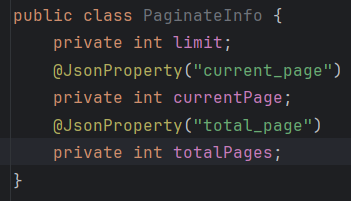 public class PaginateInfo {
    private int limit;
    @JsonProperty("current_page")
    private int currentPage;
    @JsonProperty("total_page")
    private int totalPages;
}